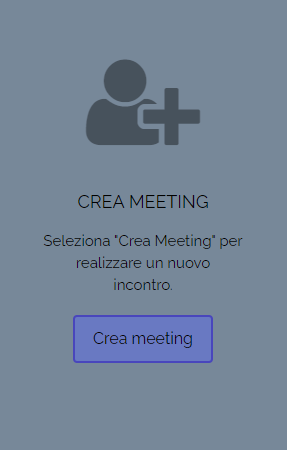 CREA MEETING
Seleziona "Crea Meeting" per
realizzare un nuovo
incontro.
Crea meeting